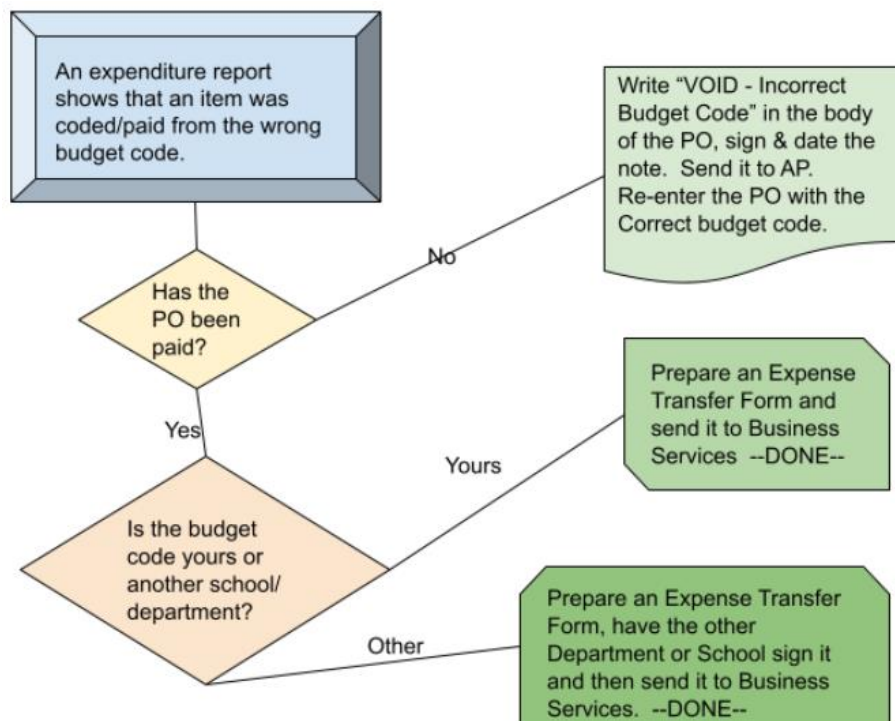 An expenditure report
shows that an item was
coded/paid from the wrong
budget code.
Write “VOID - Incorrect
Budget Code” in the body
of the PO, sign & date the
note.  Send it to AP.
Re-enter the PO with the
Correct budget code.
No
Has the
PO been
paid?
Prepare an Expense
Transfer Form and
send it to Business
Services  --DONE--
Yes
Yours
Is the budget
code yours or
another school/
department?
Other
Prepare an Expense Transfer
Form, have the other
Department or School sign it
and then send it to Business
Services.  --DONE--